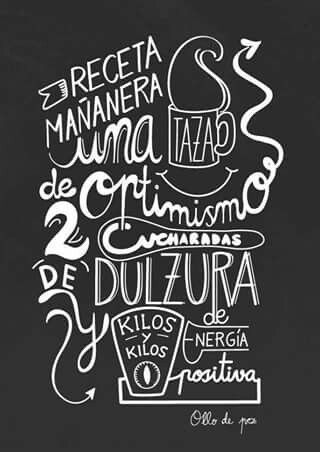 RECETA
MAÑANERA
una TAZA
de optimismo
2 CUCHARADAS
DE DULZURA
Y KILOS
Y
KILOS
de
ENERGÍA
positiva
Ollo de pez